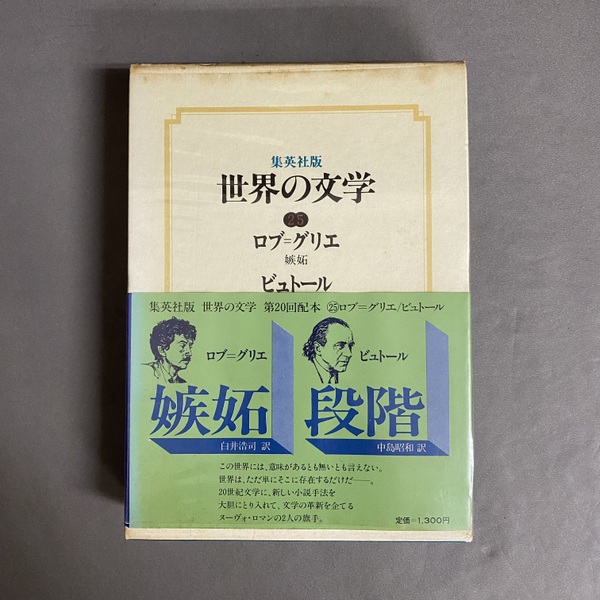 集英社版
世界の文学
25
ロブ=グリエ
嫉妬
ビュトール
集英社版 世界の文学 第20回配本 ㉕ロブ=グリエ/ビュトール
ロブ=グリエ
嫉妬
白井浩司 訳
ビュトール
段階
中島昭和 訳
この世界には、意味があるとも無いとも言えない。
世界は、ただ単にそこに存在するだけだ──。
20世紀文学に、新しい小説手法を
大胆にとり入れて、文学の革新を企てる
ヌーヴォ・ロマンの2人の旗手。
定価=1,300円